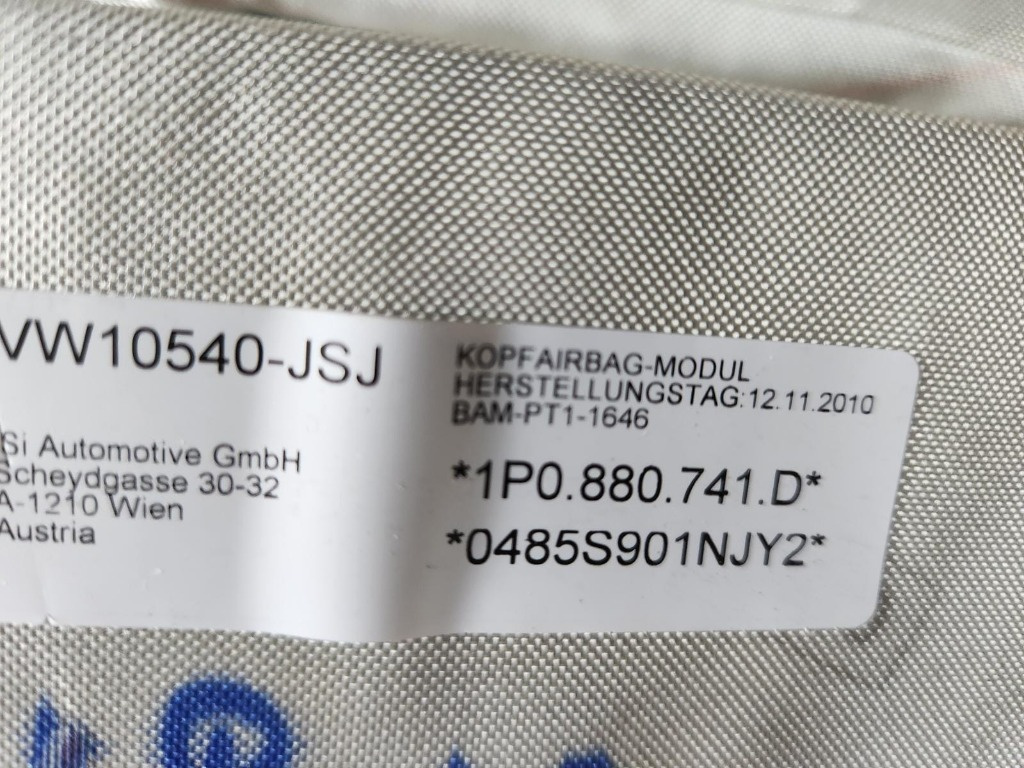 VW10540-JSJ
Si Automotive GmbH
Scheydgasse 30-32
A-1210 Wien
Austria
KOPFAIRBAG-MODUL
HERSTELLUNGSTAG:12.11.2010
BAM-PT1-1646
*1P0.880.741.D*
*0485S901NJY2*